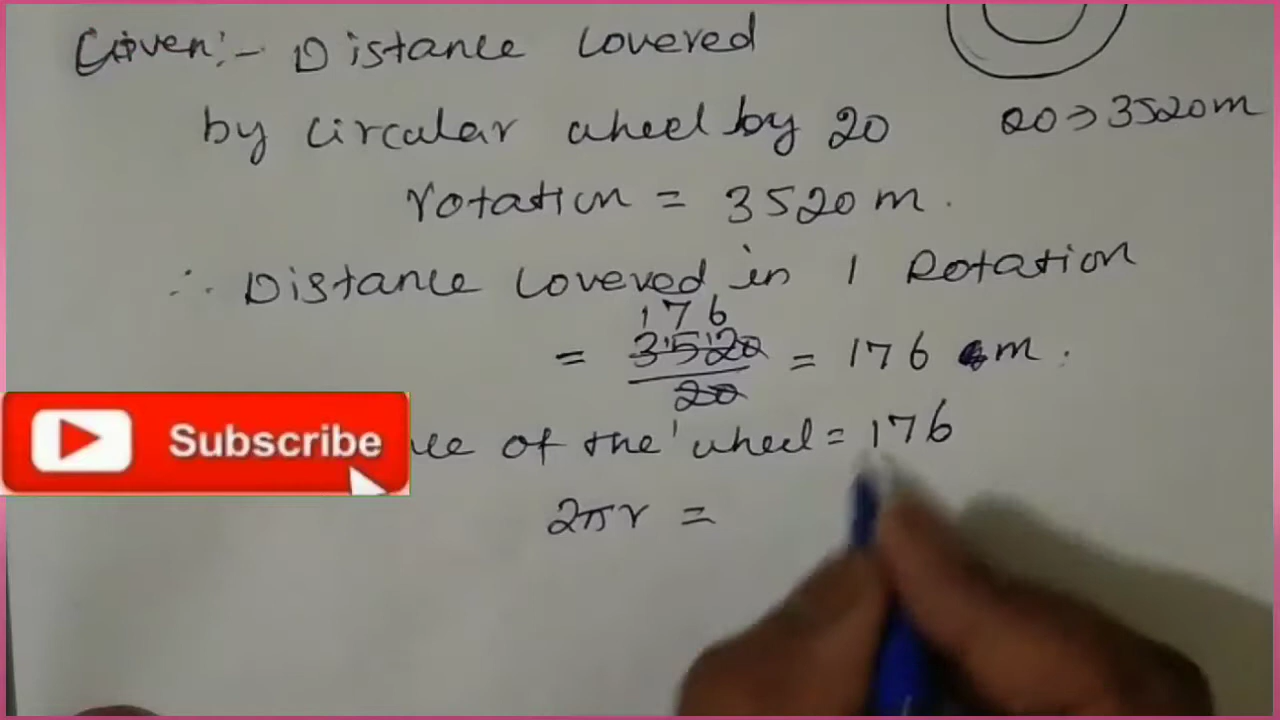 Given:- Distance Covered
by Circular wheel by 20
20 → 3520m
rotation = 3520 m.
∴ Distance Covered in 1 Rotation
176
= 3520/20 = 176 m.
Subscribe
of the wheel = 176
2πr =